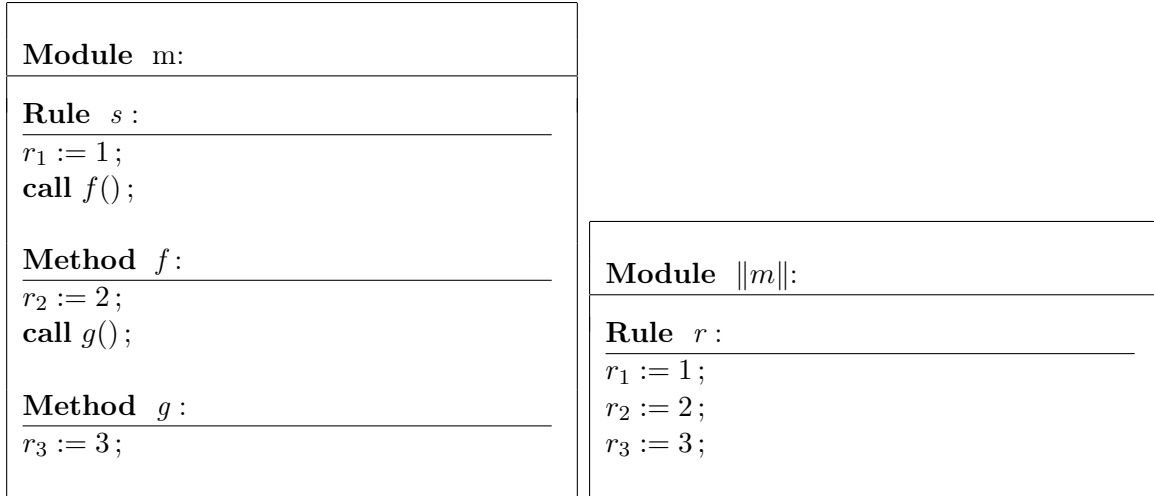 Module m:
Rule s :
r₁ := 1 ;
call f() ;
Method f :
r₂ := 2 ;
call g() ;
Method g :
r₃ := 3 ;
Module ‖m‖:
Rule r :
r₁ := 1 ;
r₂ := 2 ;
r₃ := 3 ;